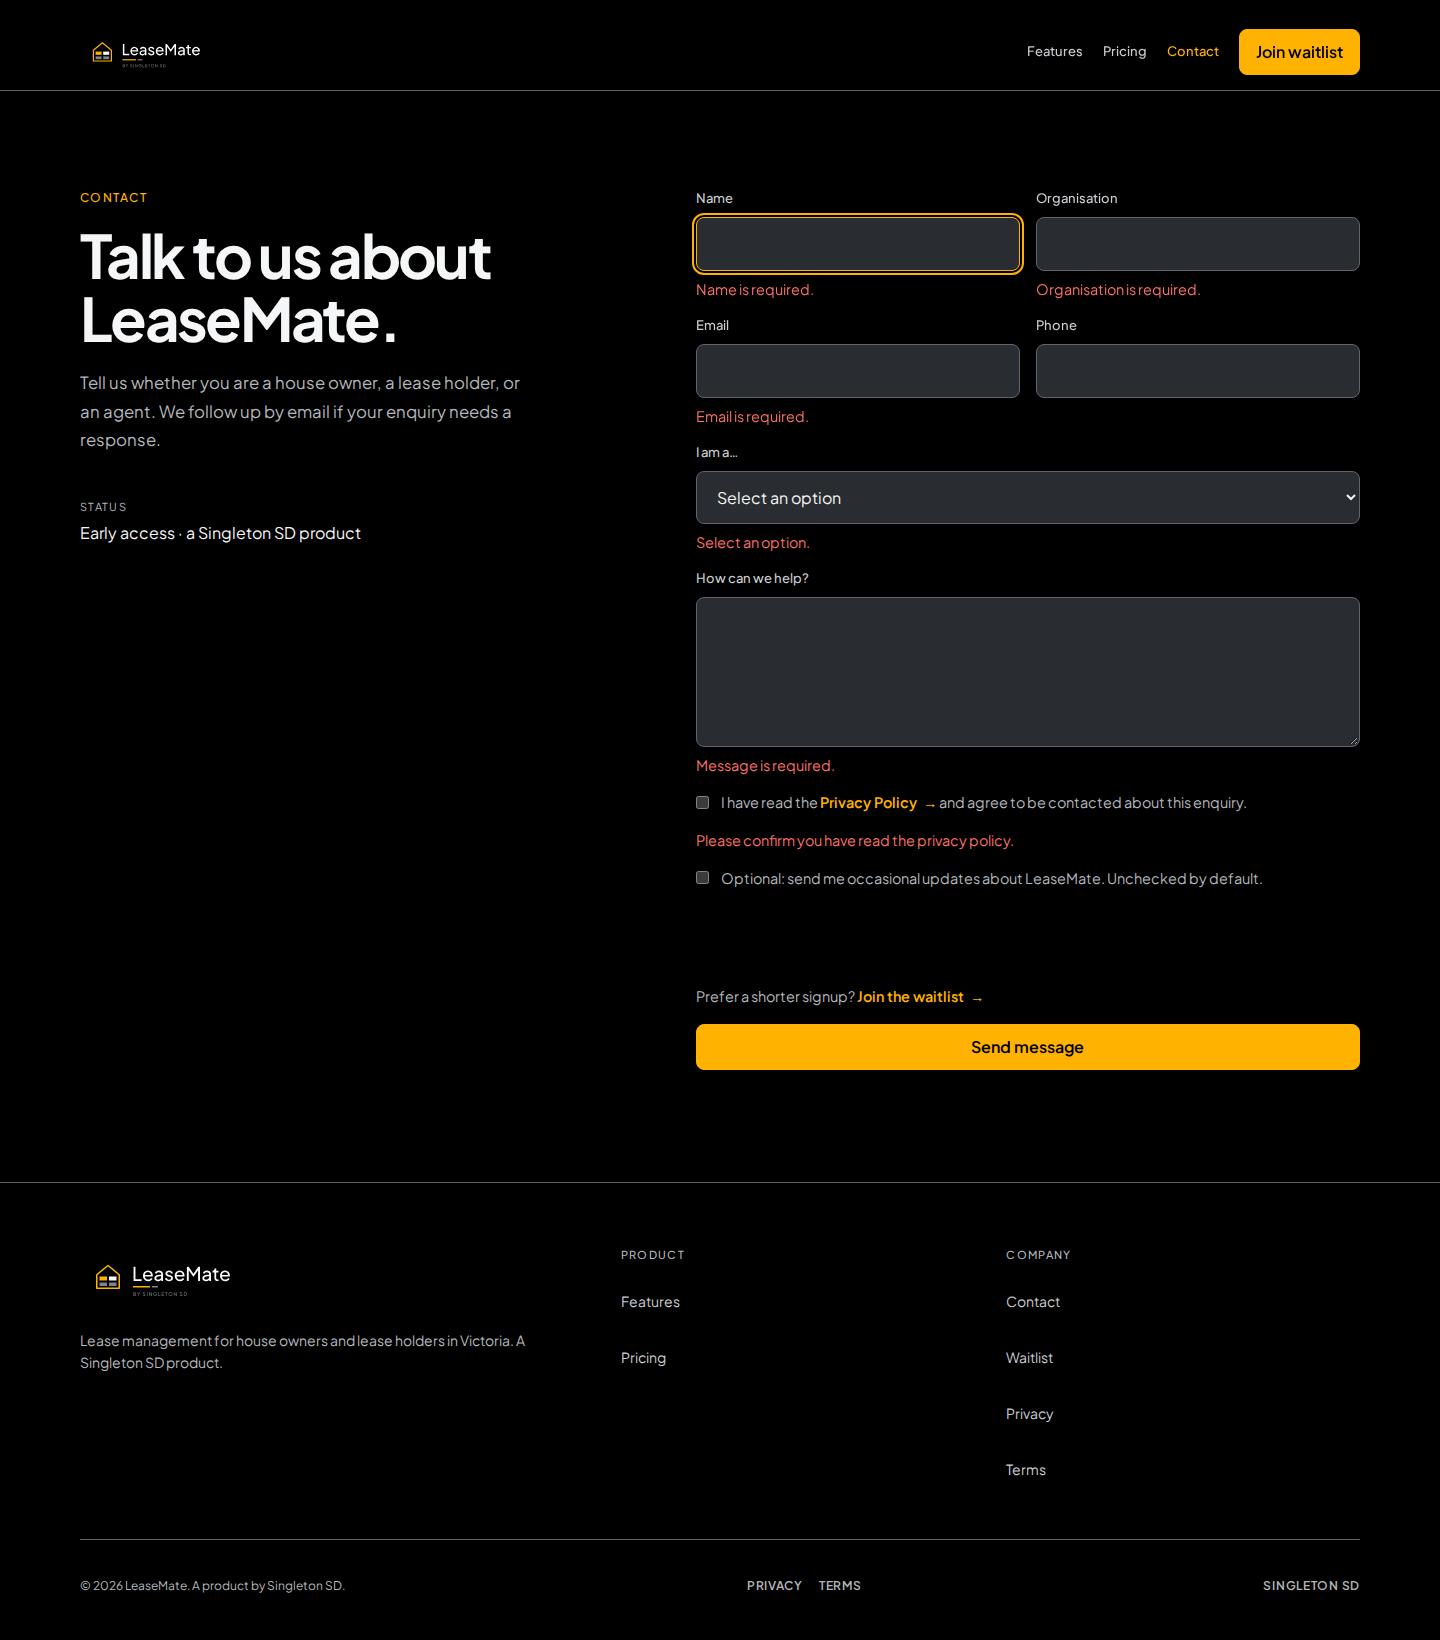 LeaseMate
BY SINGLETON SD
Features
Pricing
Contact
Join waitlist
CONTACT
Talk to us about
LeaseMate.
Tell us whether you are a house owner, a lease holder, or
an agent. We follow up by email if your enquiry needs a
response.
STATUS
Early access · a Singleton SD product
Name
Organisation
Name is required.
Organisation is required.
Email
Phone
Email is required.
I am a…
Select an option
Select an option.
How can we help?
Message is required.
I have read the Privacy Policy → and agree to be contacted about this enquiry.
Please confirm you have read the privacy policy.
Optional: send me occasional updates about LeaseMate. Unchecked by default.
Prefer a shorter signup? Join the waitlist →
Send message
LeaseMate
BY SINGLETON SD
Lease management for house owners and lease holders in Victoria. A
Singleton SD product.
PRODUCT
Features
Pricing
COMPANY
Contact
Waitlist
Privacy
Terms
© 2026 LeaseMate. A product by Singleton SD.
PRIVACY
TERMS
SINGLETON SD